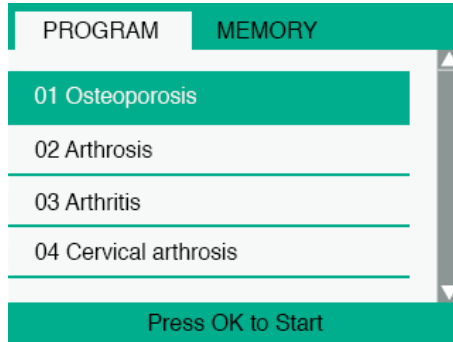 PROGRAM MEMORY
01 Osteoporosis
02 Arthrosis
03 Arthritis
04 Cervical arthrosis
Press OK to Start